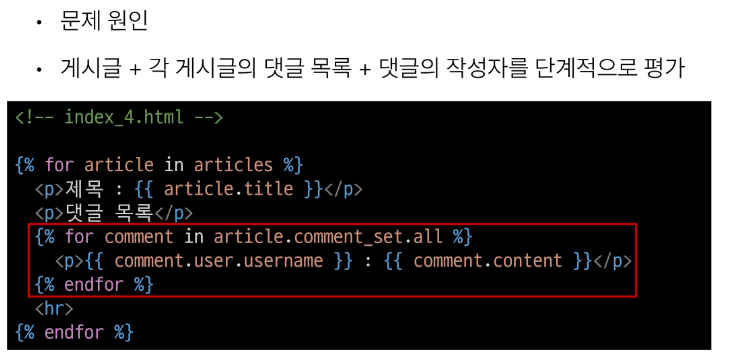 • 문제 원인
• 게시글 + 각 게시글의 댓글 목록 + 댓글의 작성자를 단계적으로 평가
<!-- index_4.html -->
{% for article in articles %}
<p>제목 : {{ article.title }}</p>
<p>댓글 목록</p>
{% for comment in article.comment_set.all %}
<p>{{ comment.user.username }} : {{ comment.content }}</p>
{% endfor %}
<hr>
{% endfor %}